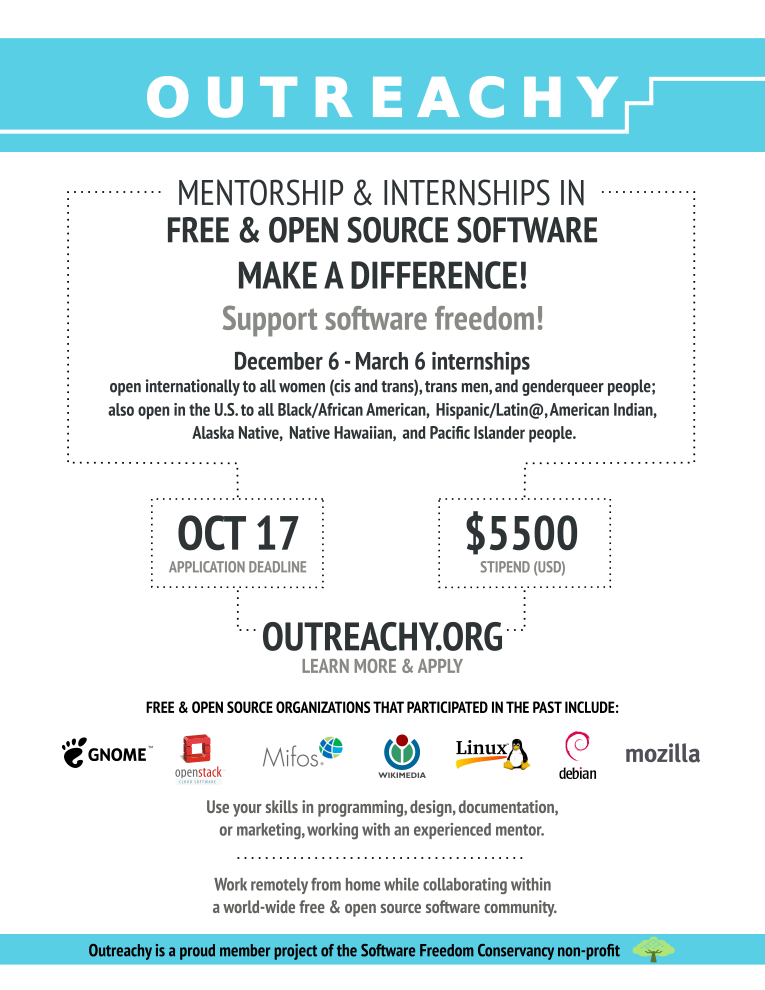 OUTREACHY
MENTORSHIP & INTERNSHIPS IN
FREE & OPEN SOURCE SOFTWARE
MAKE A DIFFERENCE!
Support software freedom!
December 6 - March 6 internships
open internationally to all women (cis and trans), trans men, and genderqueer people;
also open in the U.S. to all Black/African American, Hispanic/Latin@, American Indian,
Alaska Native, Native Hawaiian, and Pacific Islander people.
OCT 17
APPLICATION DEADLINE
$5500
STIPEND (USD)
OUTREACHY.ORG
LEARN MORE & APPLY
FREE & OPEN SOURCE ORGANIZATIONS THAT PARTICIPATED IN THE PAST INCLUDE:
GNOME™
openstack
CLOUD SOFTWARE
Mifos
WIKIMEDIA
Linux
debian
mozilla
Use your skills in programming, design, documentation,
or marketing, working with an experienced mentor.
Work remotely from home while collaborating within
a world-wide free & open source software community.
Outreachy is a proud member project of the Software Freedom Conservancy non-profit